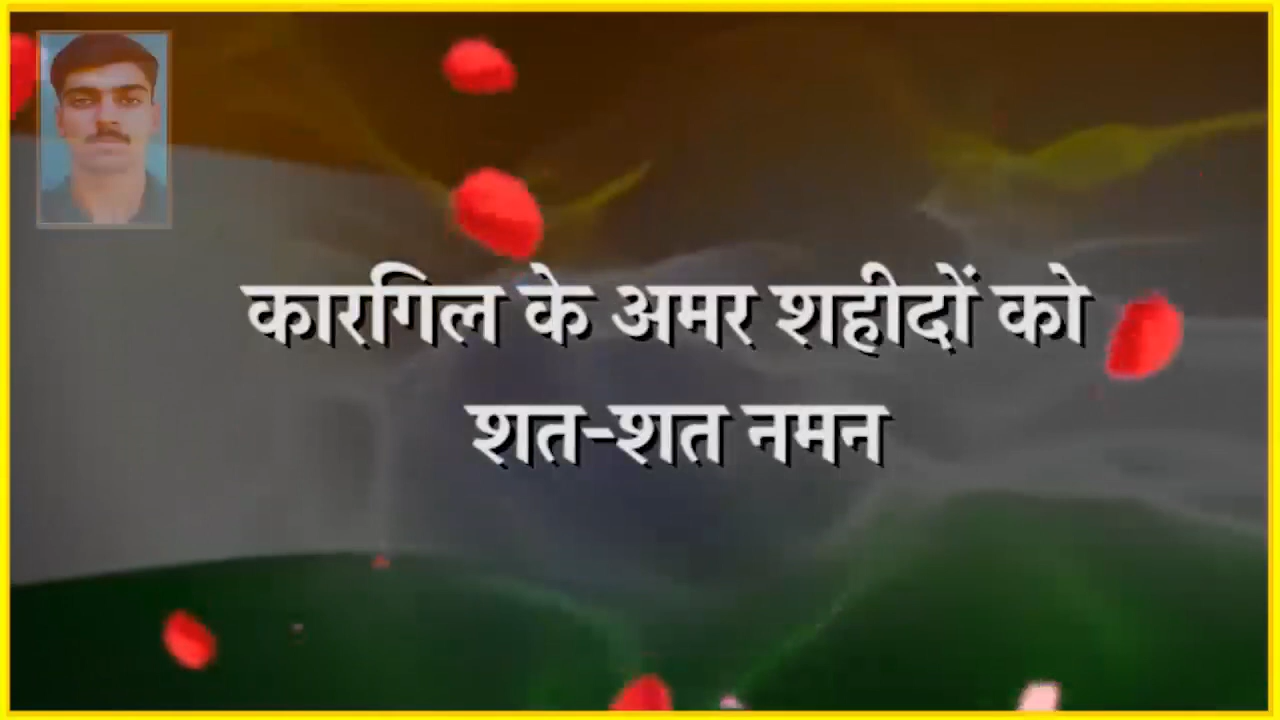 कारगिल के अमर शहीदों को
शत-शत नमन